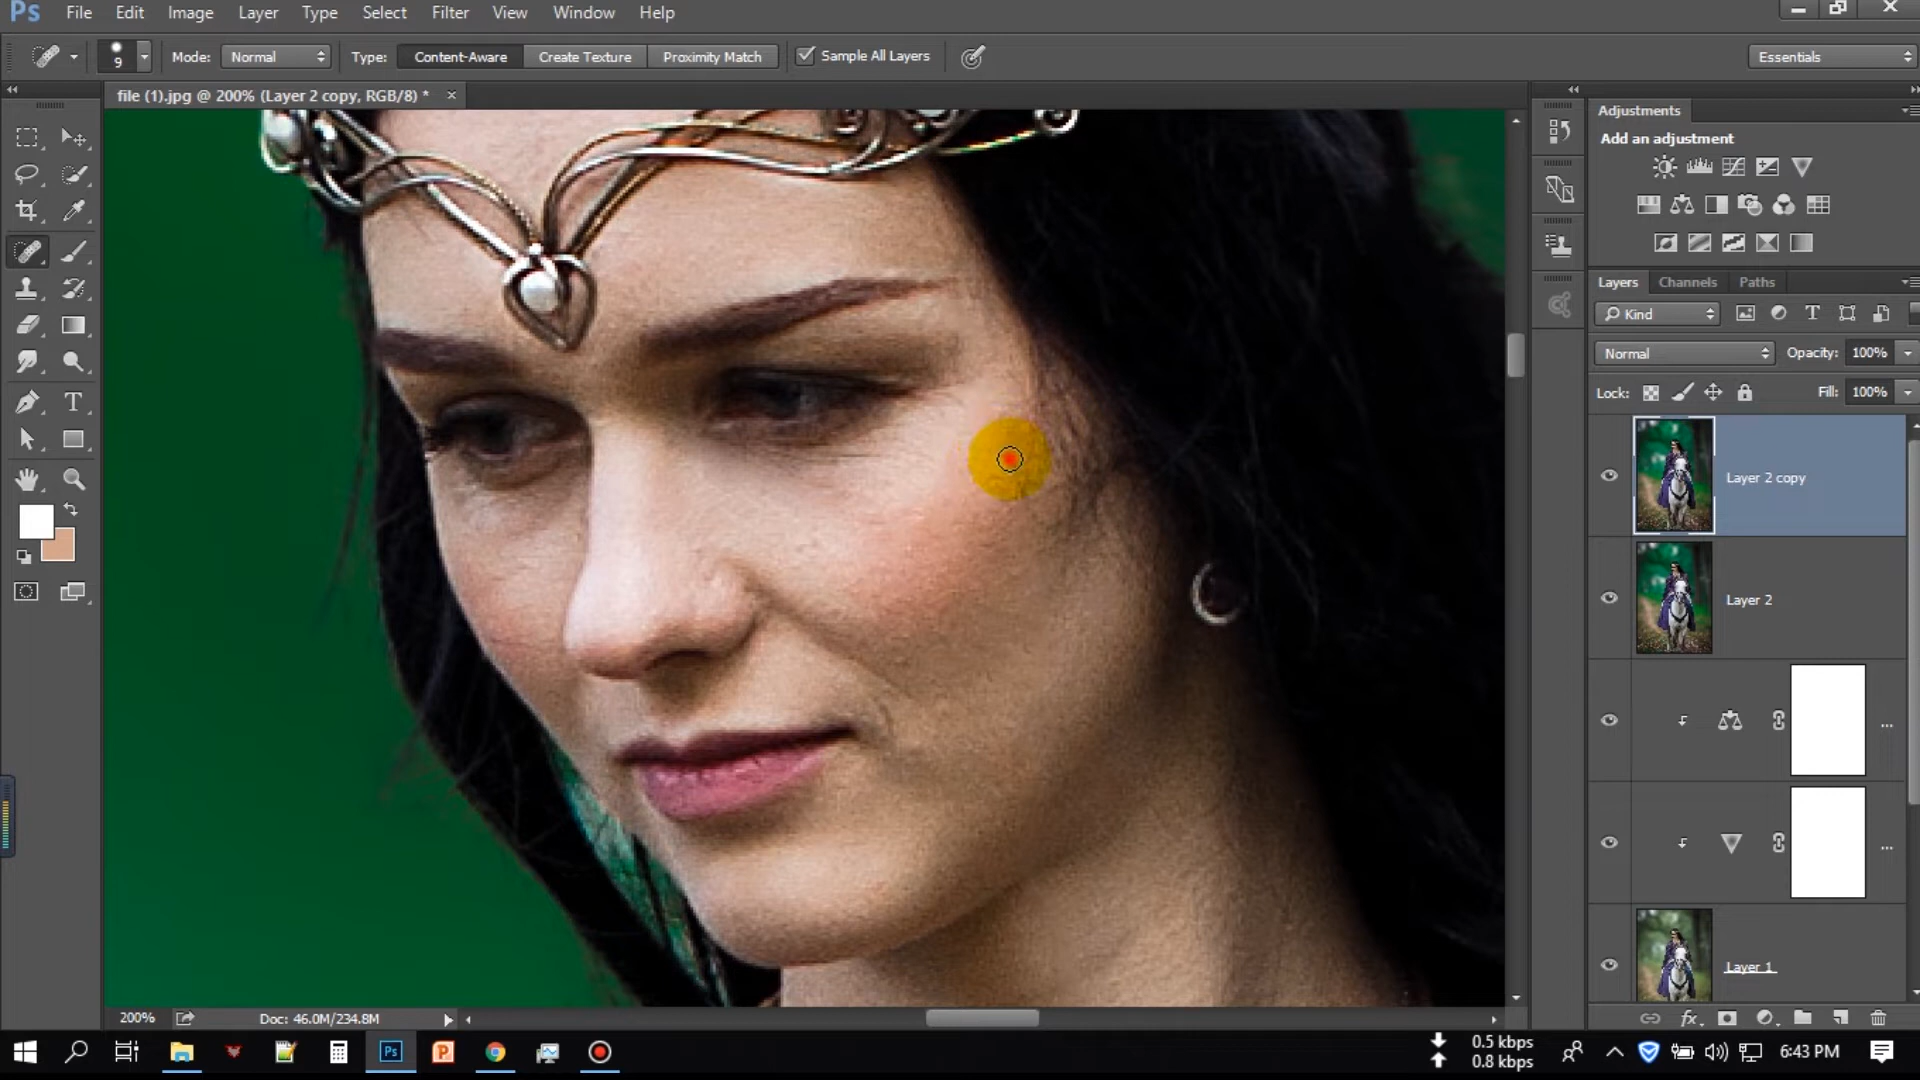 Ps File Edit Image Layer Type Select Filter View Window Help
9 Mode: Normal Type: Content-Aware Create Texture Proximity Match Sample All Layers Essentials
file (1).jpg @ 200% (Layer 2 copy, RGB/8) * ×
Adjustments
Add an adjustment
Layers Channels Paths
Kind
Normal Opacity: 100%
Lock: Fill: 100%
Layer 2 copy
Layer 2
...
...
Layer 1
200% Doc: 46.0M/234.8M
fx
0.5 kbps
0.8 kbps
6:43 PM